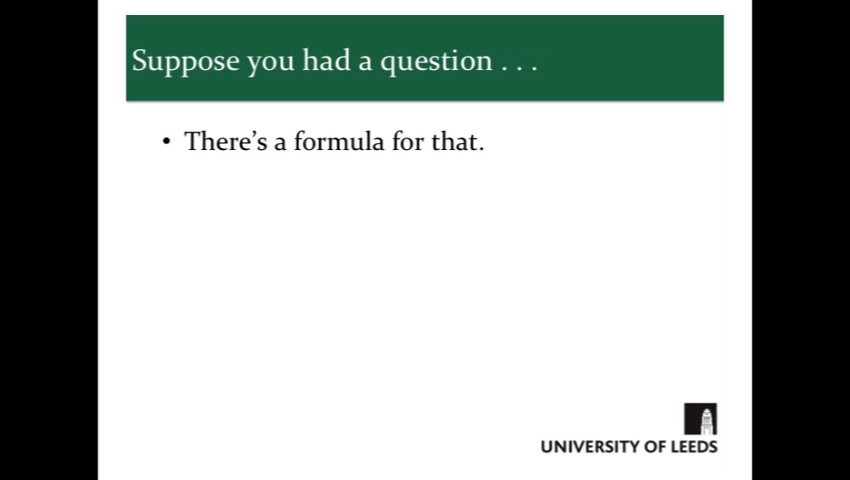 Suppose you had a question . . .
• There’s a formula for that.
UNIVERSITY OF LEEDS